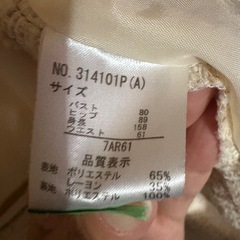 NO. 314101P(A)
サイズ
バスト 80
ヒップ 89
身長 158
ウエスト 61
7AR61
品質表示
表地 ポリエステル 65%
レーヨン 35%
裏地 ポリエステル 100%